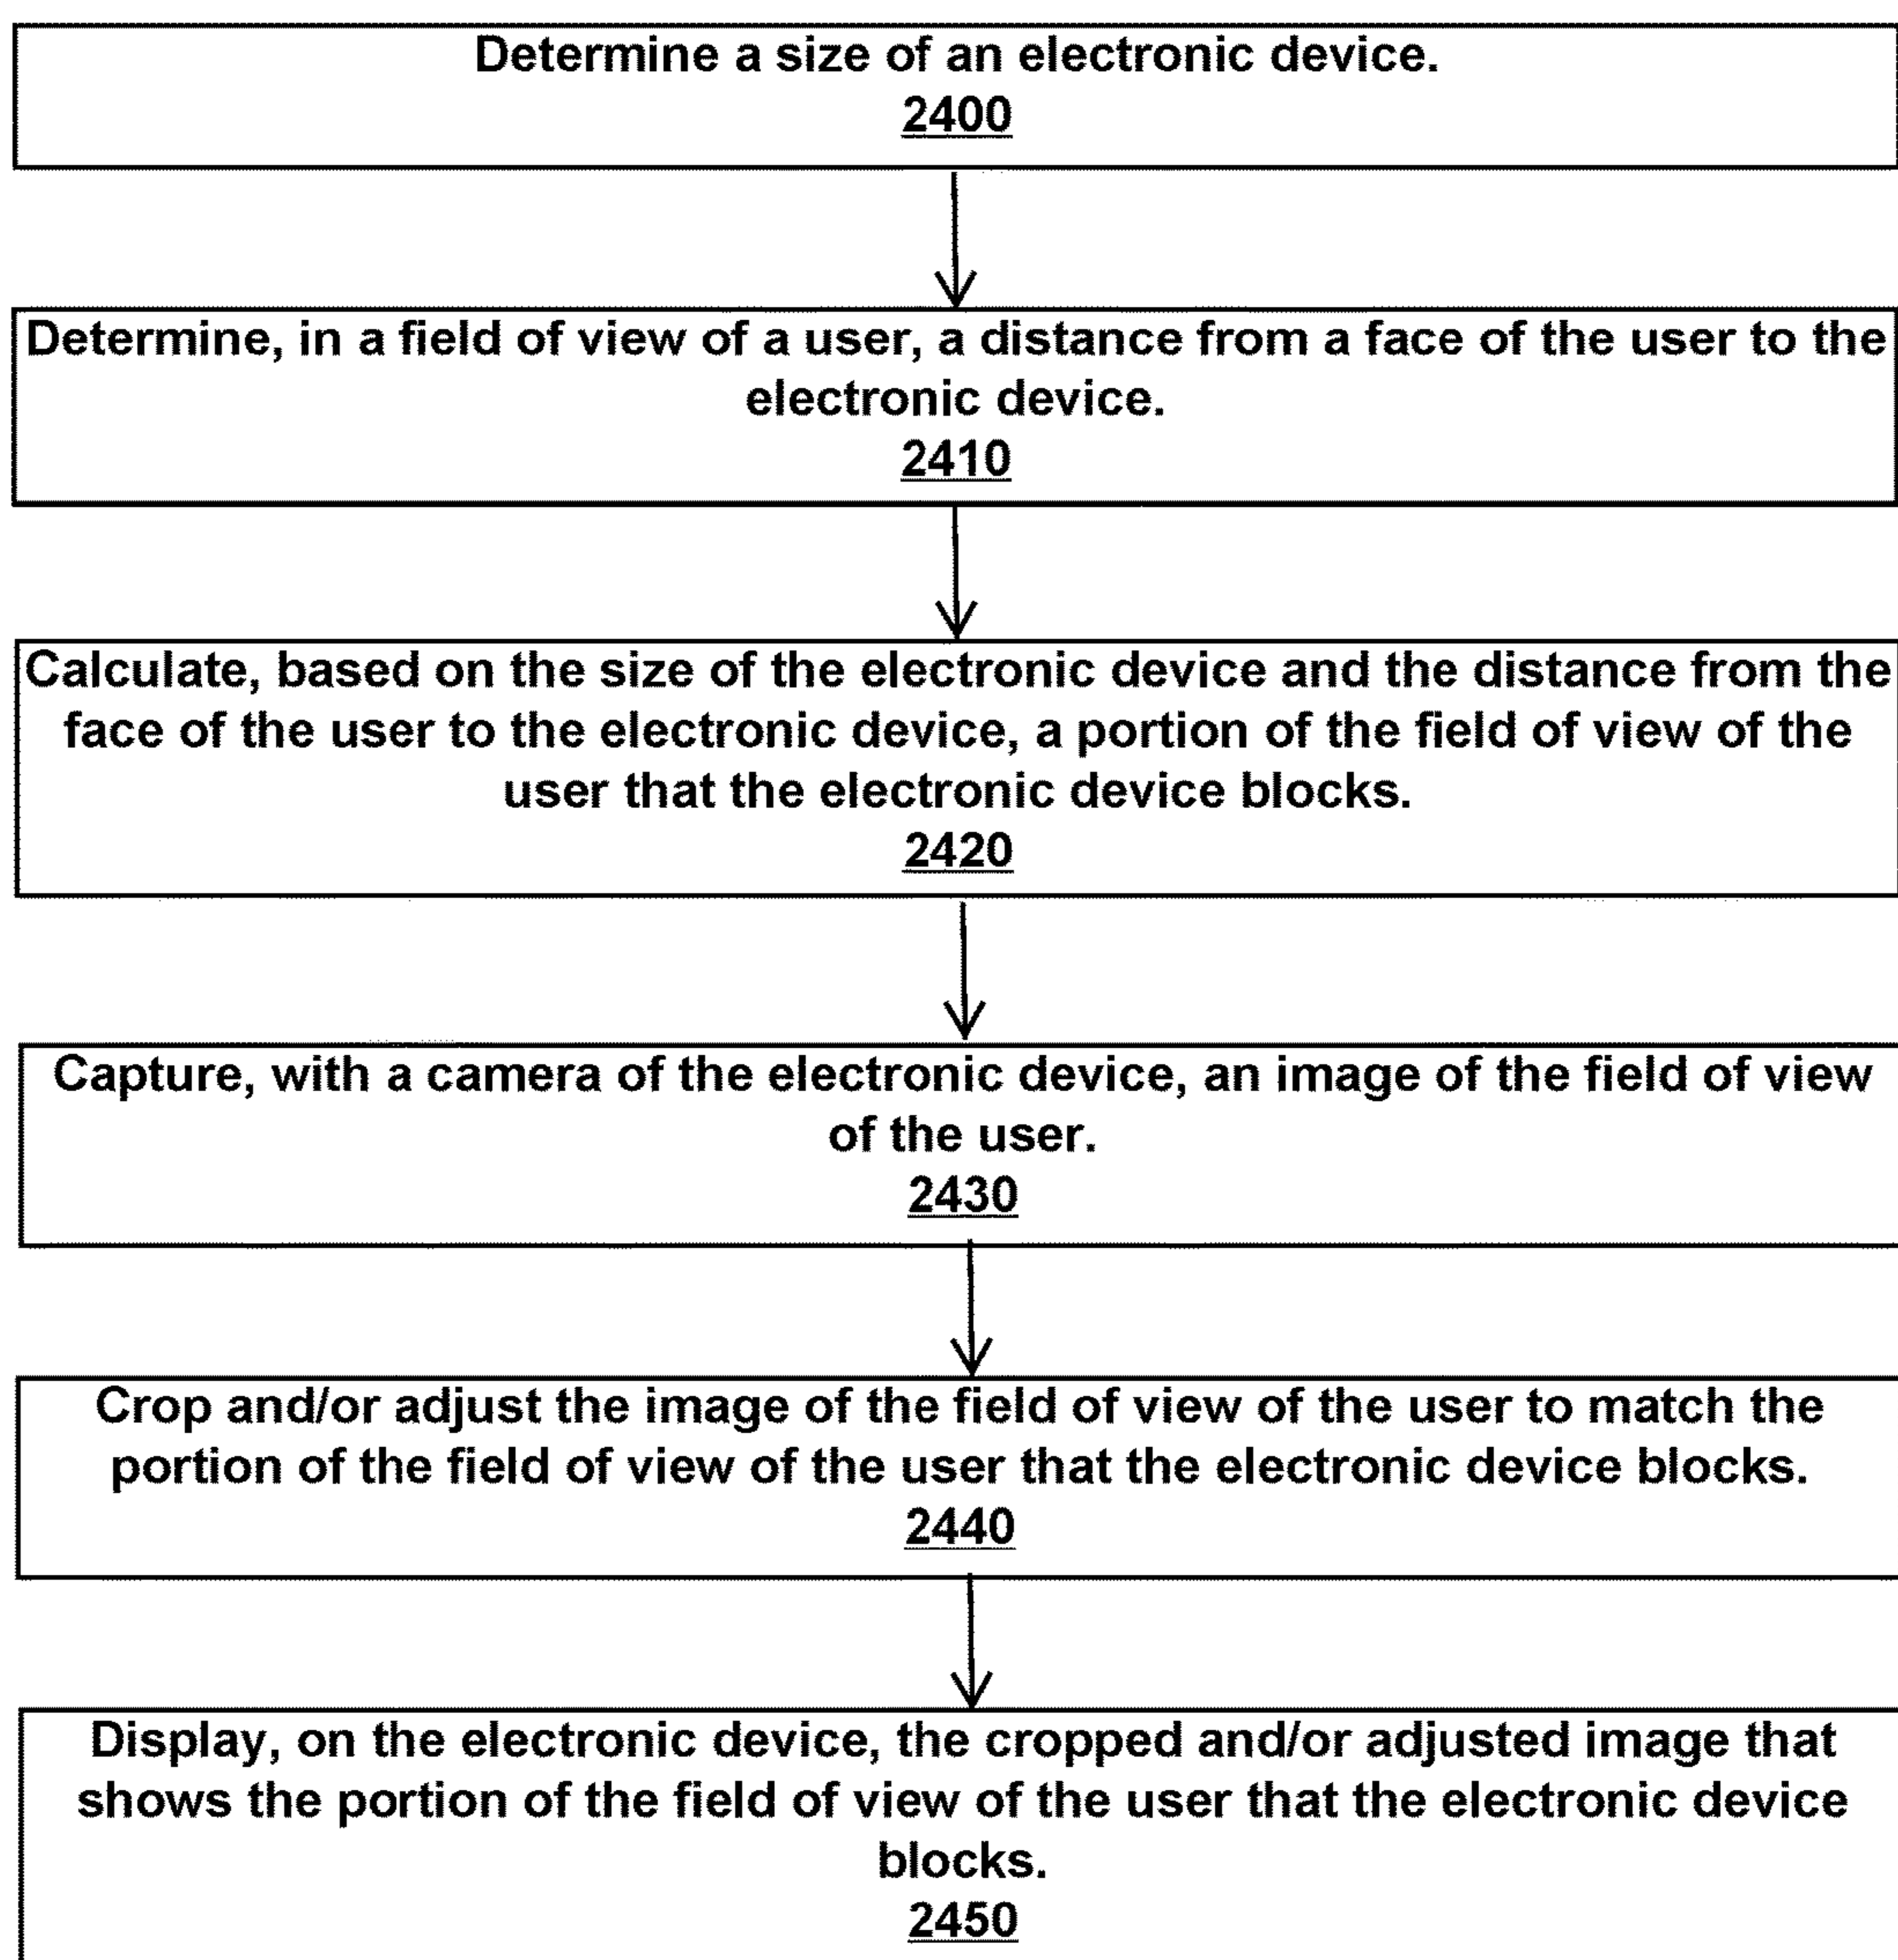 Determine a size of an electronic device.
2400
Determine, in a field of view of a user, a distance from a face of the user to the
electronic device.
2410
Calculate, based on the size of the electronic device and the distance from the
face of the user to the electronic device, a portion of the field of view of the
user that the electronic device blocks.
2420
Capture, with a camera of the electronic device, an image of the field of view
of the user.
2430
Crop and/or adjust the image of the field of view of the user to match the
portion of the field of view of the user that the electronic device blocks.
2440
Display, on the electronic device, the cropped and/or adjusted image that
shows the portion of the field of view of the user that the electronic device
blocks.
2450